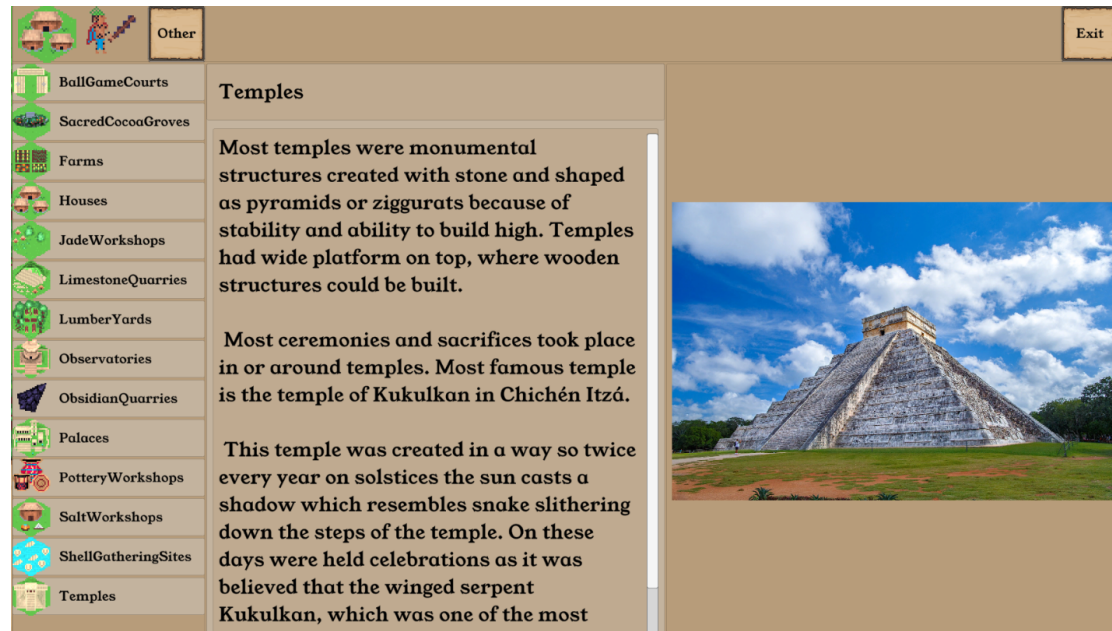 Other
Exit
BallGameCourts
SacredCocoaGroves
Farms
Houses
JadeWorkshops
LimestoneQuarries
LumberYards
Observatories
ObsidianQuarries
Palaces
PotteryWorkshops
SaltWorkshops
ShellGatheringSites
Temples
Temples
Most temples were monumental
structures created with stone and shaped
as pyramids or ziggurats because of
stability and ability to build high. Temples
had wide platform on top, where wooden
structures could be built.
Most ceremonies and sacrifices took place
in or around temples. Most famous temple
is the temple of Kukulkan in Chichén Itzá.
This temple was created in a way so twice
every year on solstices the sun casts a
shadow which resembles snake slithering
down the steps of the temple. On these
days were held celebrations as it was
believed that the winged serpent
Kukulkan, which was one of the most